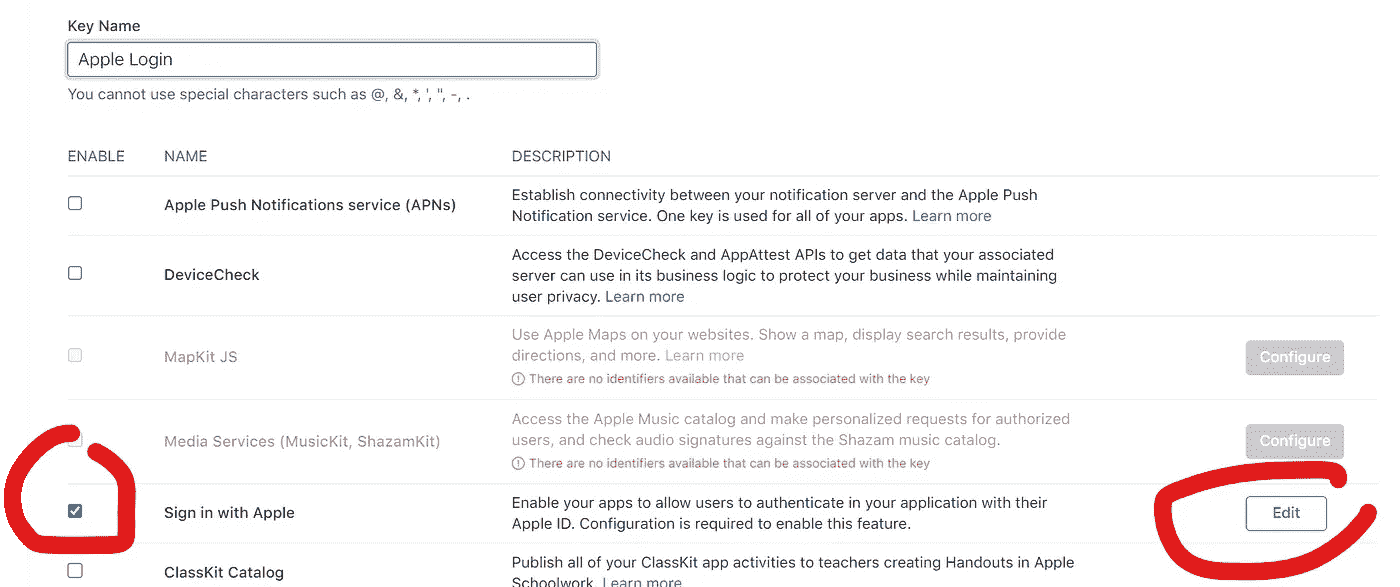 Key Name
Apple Login
You cannot use special characters such as @, &, *, ', ", -, .
ENABLE NAME DESCRIPTION
Apple Push Notifications service (APNs)
Establish connectivity between your notification server and the Apple Push
Notification service. One key is used for all of your apps. Learn more
DeviceCheck
Access the DeviceCheck and AppAttest APIs to get data that your associated
server can use in its business logic to protect your business while maintaining
user privacy. Learn more
MapKit JS
Use Apple Maps on your websites. Show a map, display search results, provide
directions, and more. Learn more
There are no identifiers available that can be associated with the key
Configure
Media Services (MusicKit, ShazamKit)
Access the Apple Music catalog and make personalized requests for authorized
users, and check audio signatures against the Shazam music catalog.
There are no identifiers available that can be associated with the key
Configure
Sign in with Apple
Enable your apps to allow users to authenticate in your application with their
Apple ID. Configuration is required to enable this feature.
Edit
ClassKit Catalog
Publish all of your ClassKit app activities to teachers creating Handouts in Apple
Schoolwork. Learn more